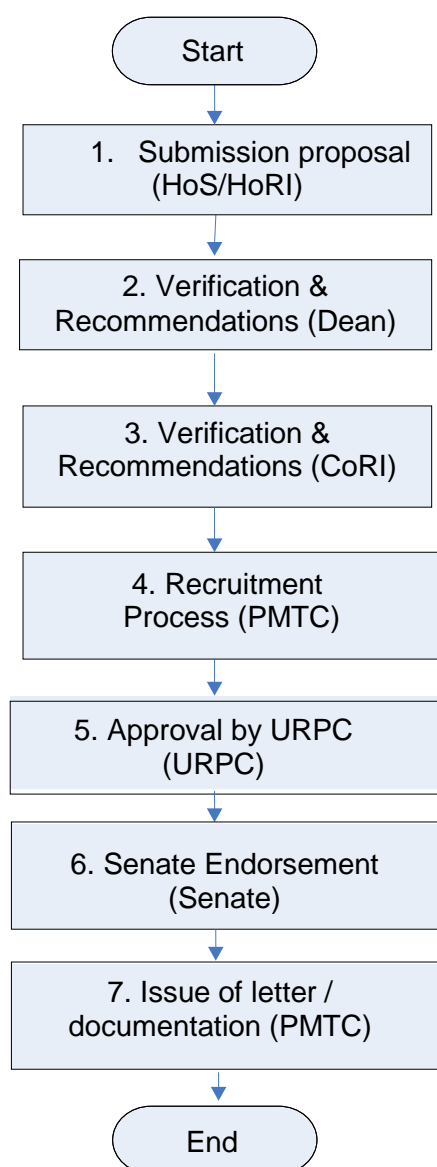 Start
1. Submission proposal
(HoS/HoRI)
2. Verification &
Recommendations (Dean)
3. Verification &
Recommendations (CoRI)
4. Recruitment
Process (PMTC)
5. Approval by URPC
(URPC)
6. Senate Endorsement
(Senate)
7. Issue of letter /
documentation (PMTC)
End